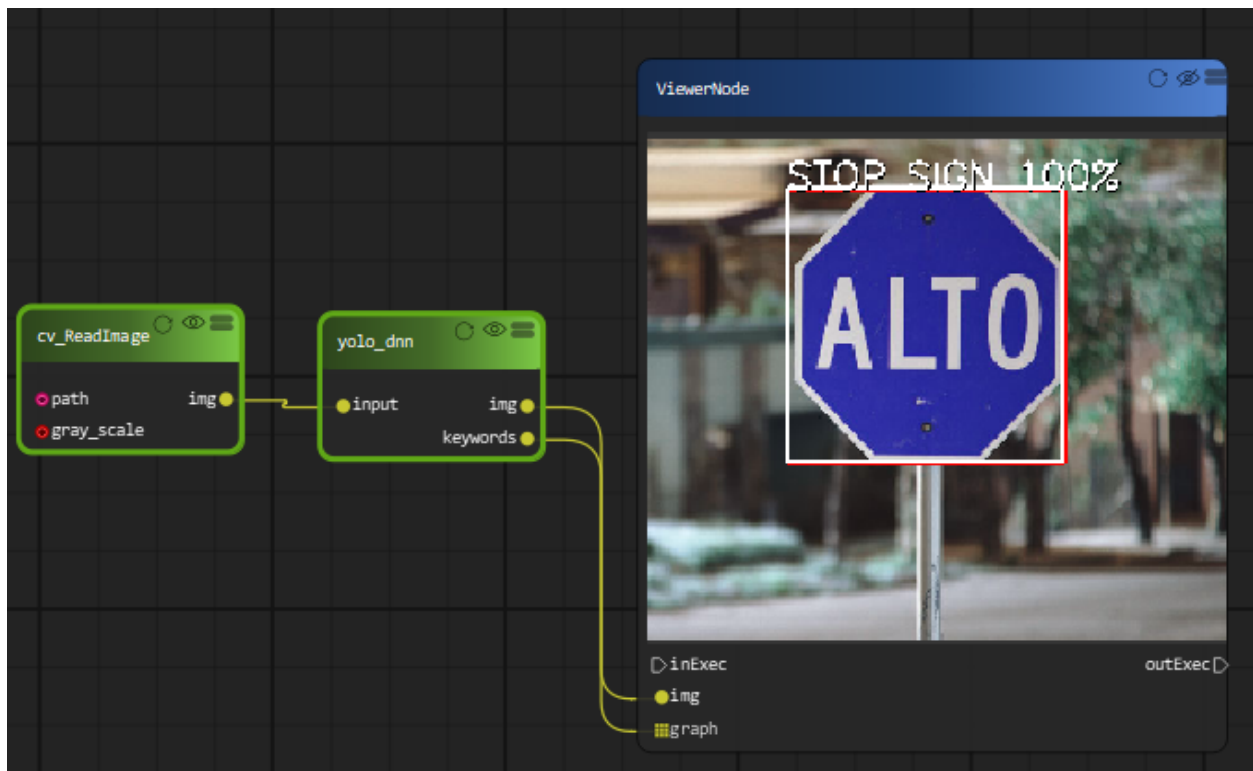 ViewerNode
STOP SIGN 100%
ALTO
cv_ReadImage
path
img
gray_scale
yolo_dnn
input
img
keywords
inExec
outExec
img
graph